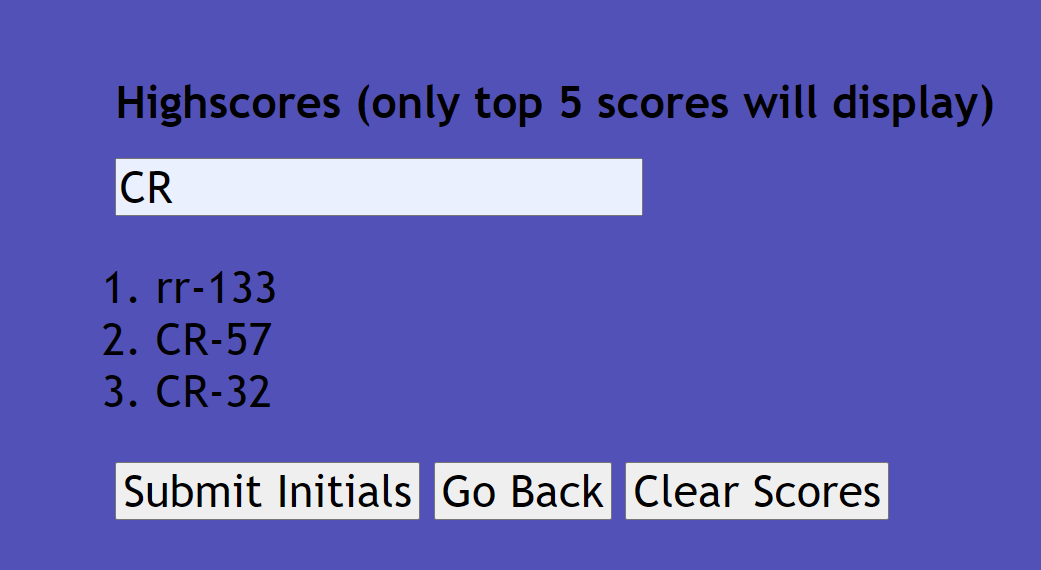 Highscores (only top 5 scores will display)
CR
1. rr-133
2. CR-57
3. CR-32
Submit Initials Go Back Clear Scores